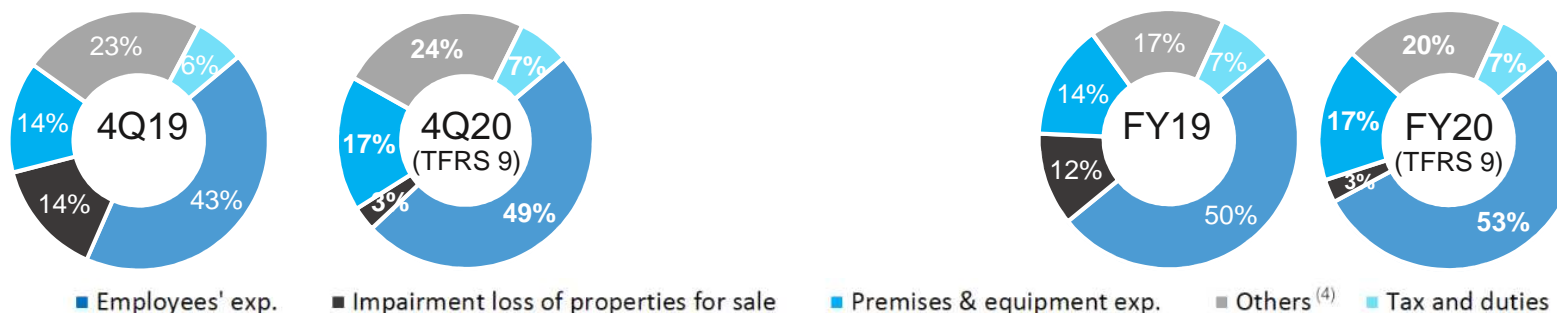 23%
6%
14%
4Q19
14%
43%
24%
7%
17%
4Q20
(TFRS 9)
3%
49%
17%
7%
14%
FY19
12%
50%
20%
7%
17%
FY20
(TFRS 9)
3%
53%
Employees' exp.
Impairment loss of properties for sale
Premises & equipment exp.
Others (4)
Tax and duties